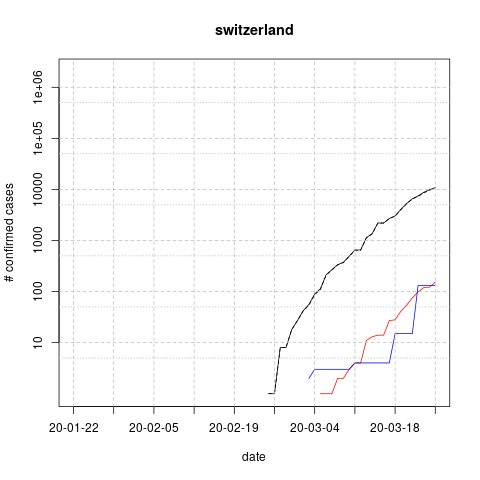 switzerland
1e+06
1e+05
10000
1000
100
10
# confirmed cases
20-01-22
20-02-05
20-02-19
20-03-04
20-03-18
date